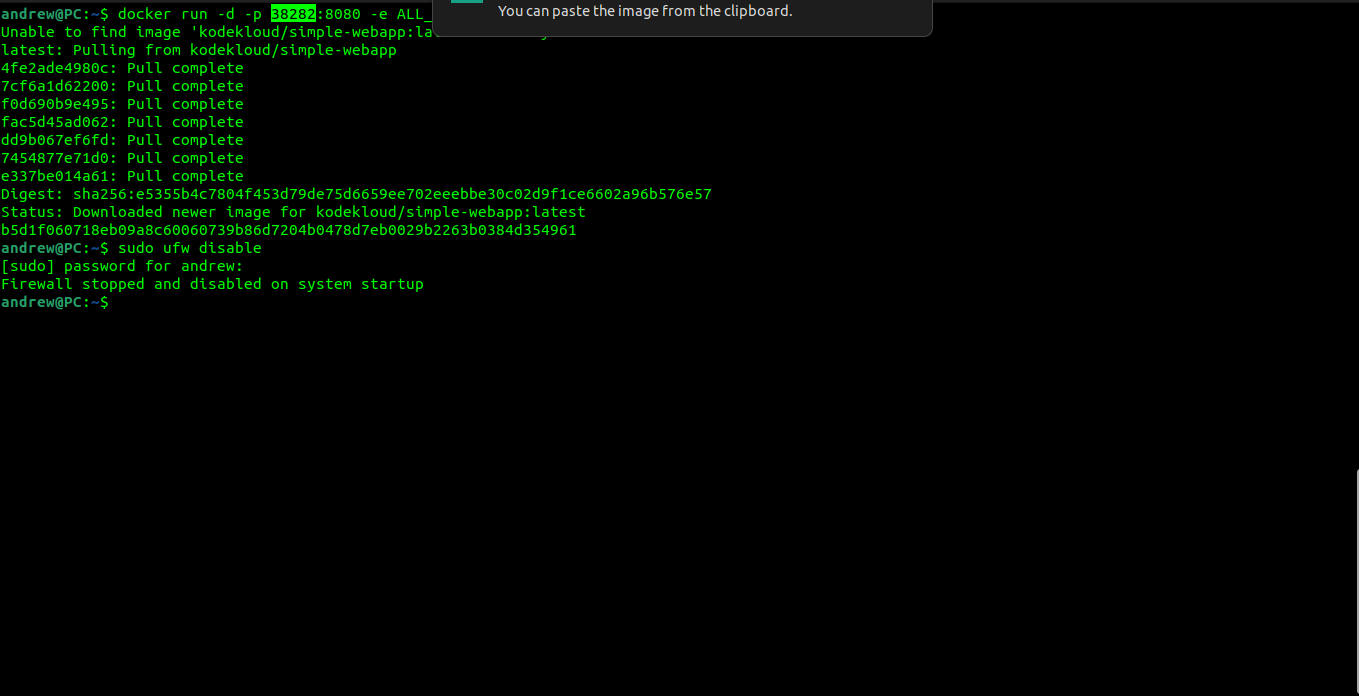 andrew@PC:~$ docker run -d -p 38282:8080 -e ALL_
You can paste the image from the clipboard.
Unable to find image 'kodekloud/simple-webapp:la
latest: Pulling from kodekloud/simple-webapp
4fe2ade4980c: Pull complete
7cf6a1d62200: Pull complete
f0d690b9e495: Pull complete
fac5d45ad062: Pull complete
dd9b067ef6fd: Pull complete
7454877e71d0: Pull complete
e337be014a61: Pull complete
Digest: sha256:e5355b4c7804f453d79de75d6659ee702eeebbe30c02d9f1ce6602a96b576e57
Status: Downloaded newer image for kodekloud/simple-webapp:latest
b5d1f060718eb09a8c60060739b86d7204b0478d7eb0029b2263b0384d354961
andrew@PC:~$ sudo ufw disable
[sudo] password for andrew:
Firewall stopped and disabled on system startup
andrew@PC:~$